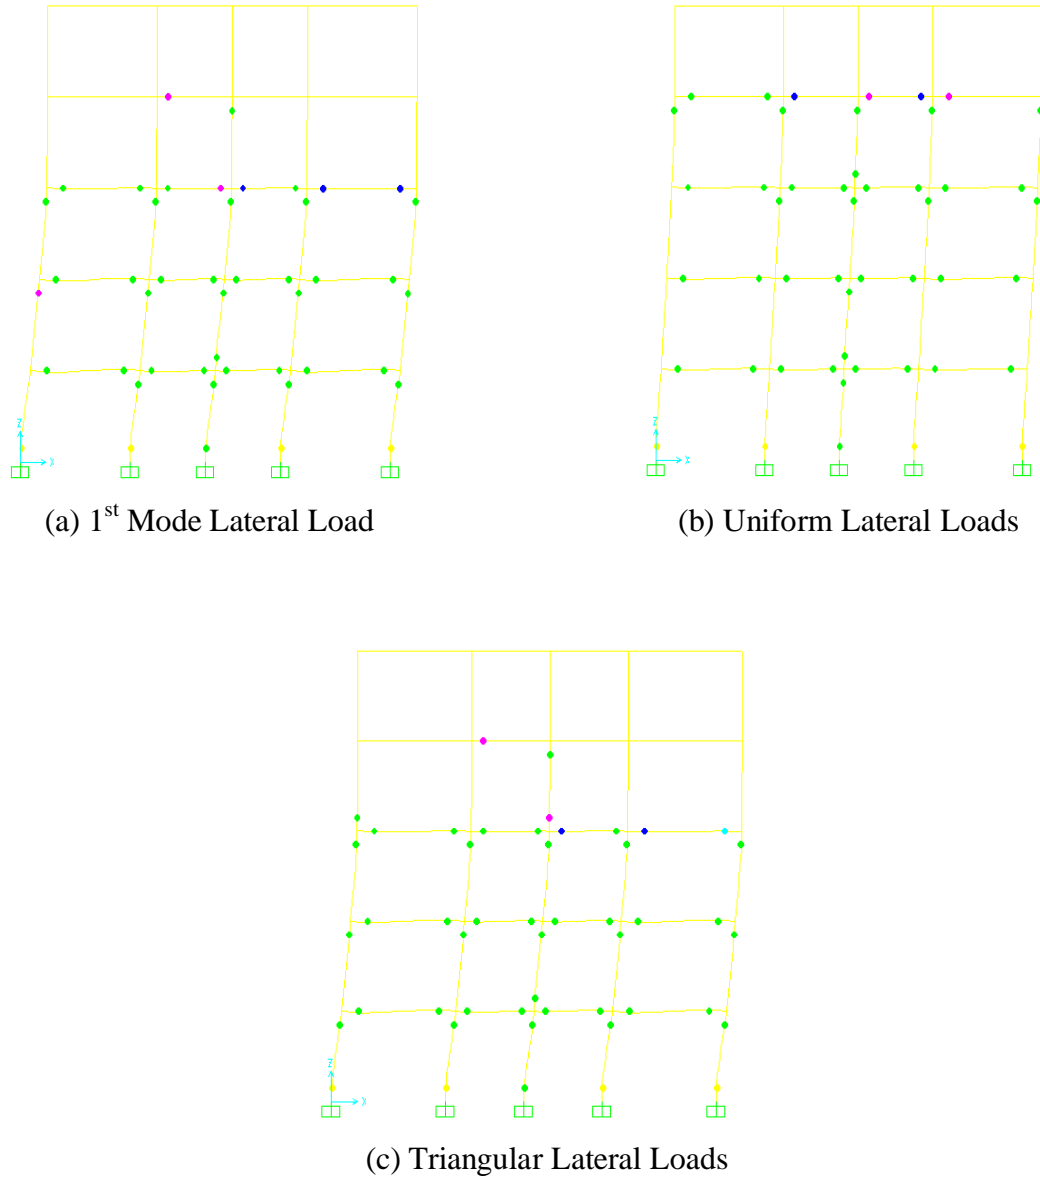 Z
X
Z
X
(a) 1st Mode Lateral Load
(b) Uniform Lateral Loads
Z
X
(c) Triangular Lateral Loads